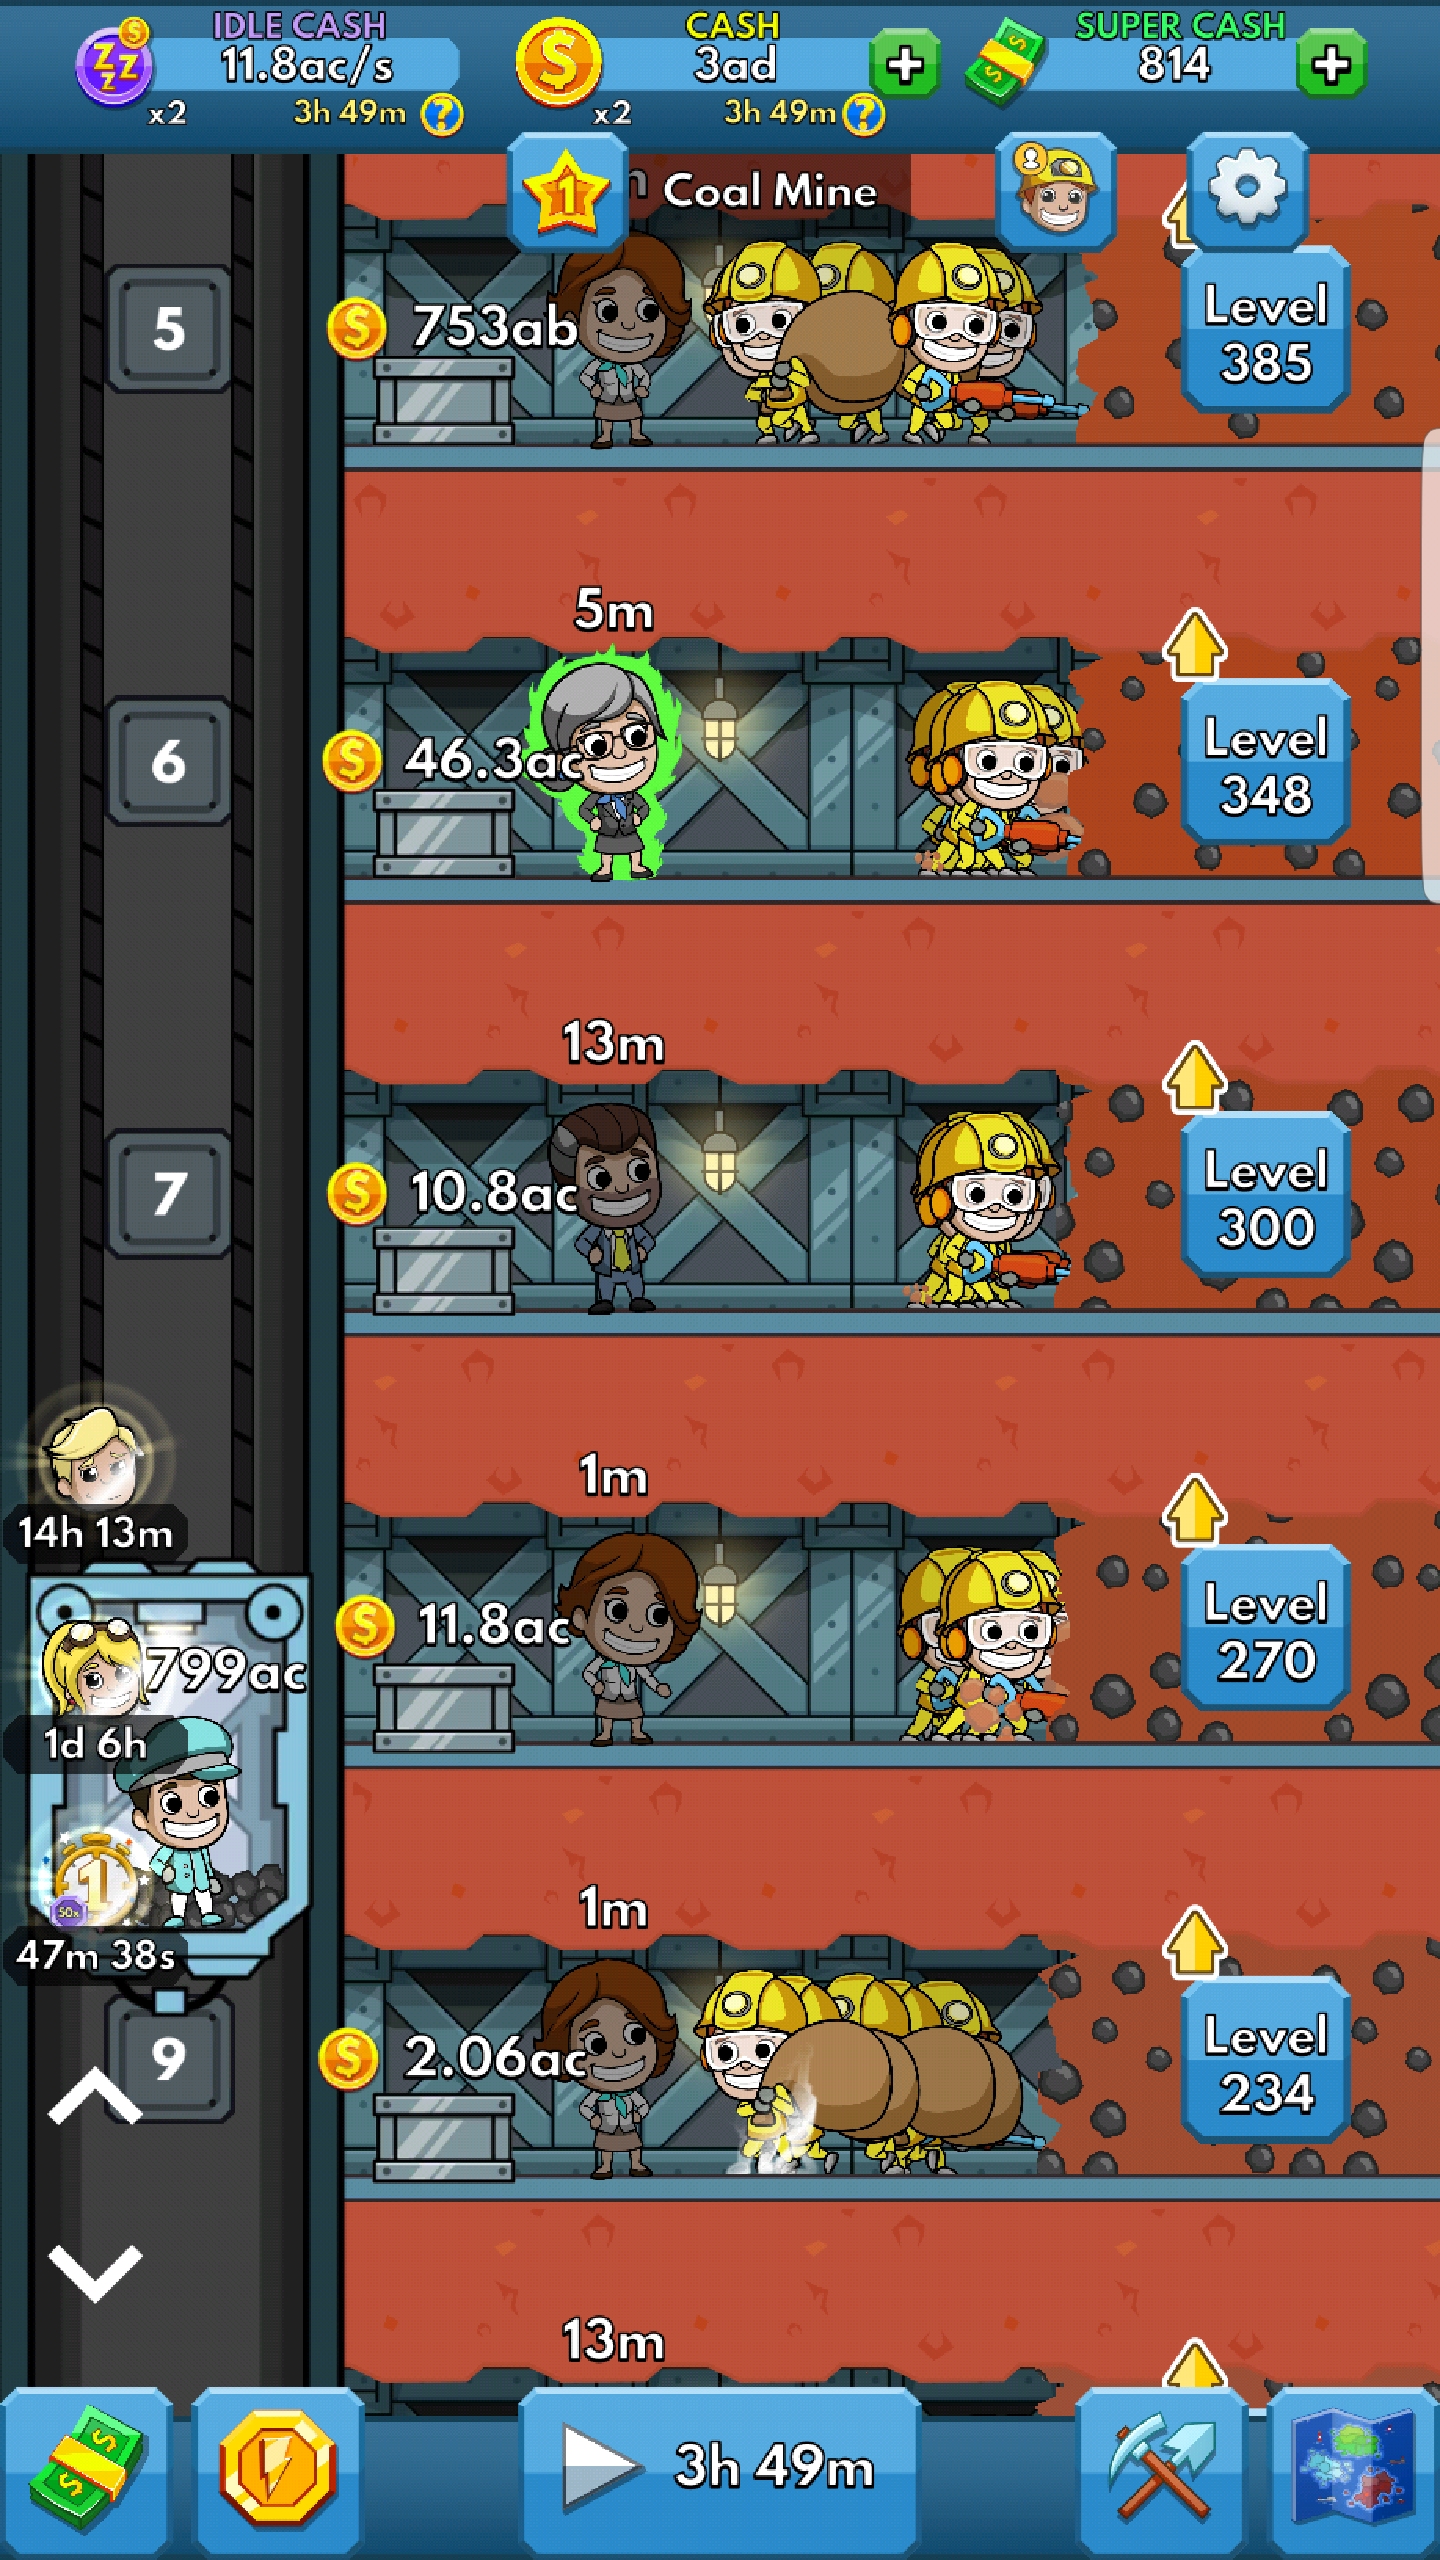 IDLE CASH
11.8ac/s
x2
3h 49m
CASH
3ad
x2
3h 49m
SUPER CASH
814
1
Coal Mine
5
753ab
Level
385
5m
6
46.3ac
Level
348
13m
7
10.8ac
Level
300
14h 13m
1m
11.8ac
Level
270
799ac
1d 6h
1
50x
47m 38s
1m
9
2.06ac
Level
234
13m
3h 49m